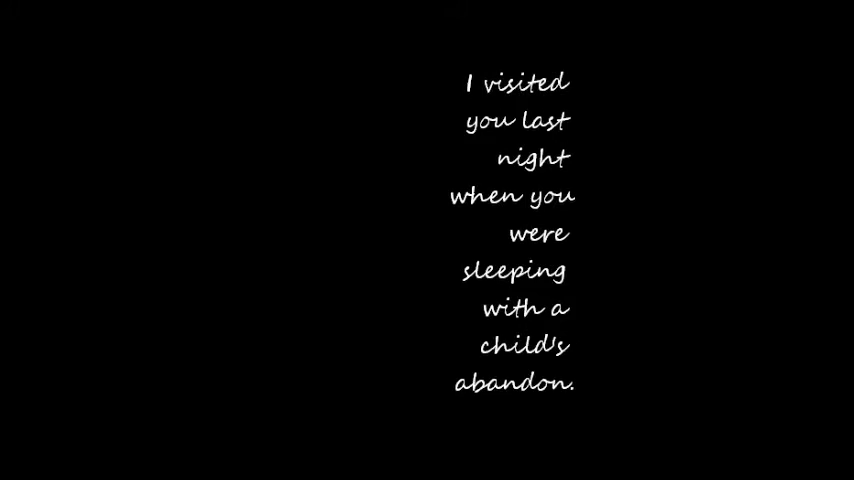 I visited
you last
night
when you
were
sleeping
with a
child's
abandon.